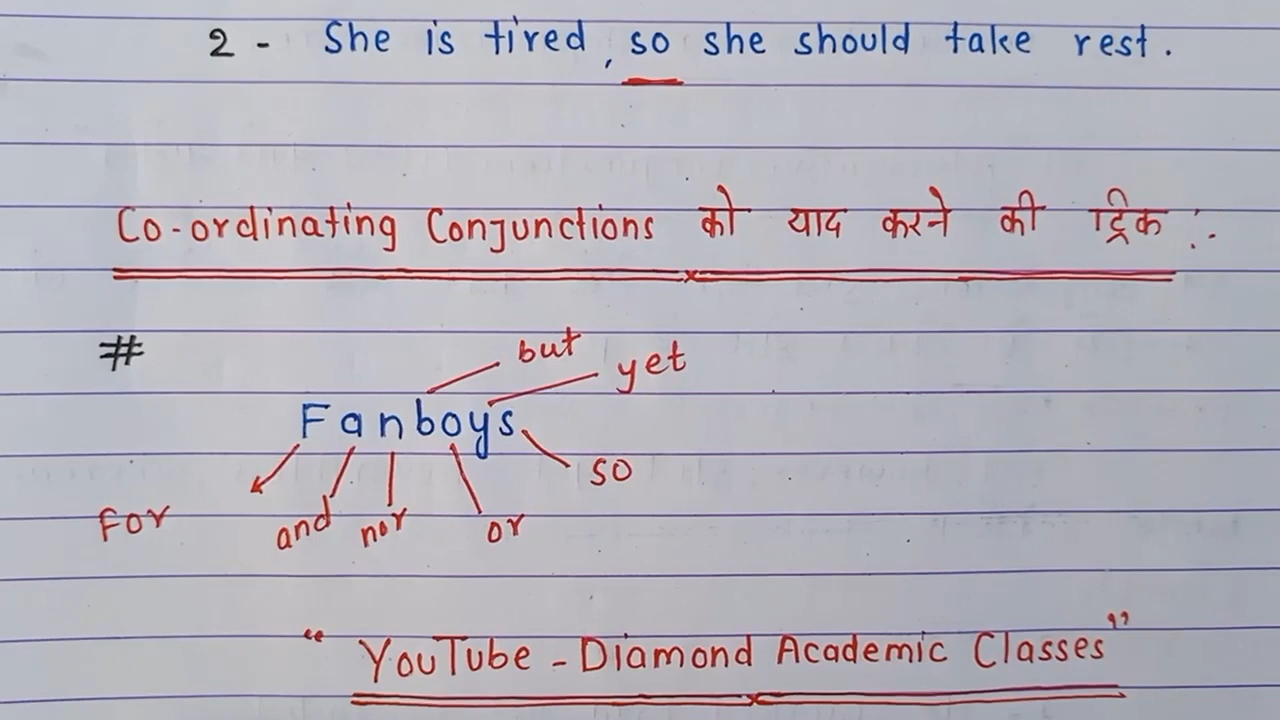 2 - She is tired, so she should take rest.
Co-ordinating Conjunctions को याद करने की ट्रिक :-
#
but
yet
Fanboys
so
For and nor or
“YouTube - Diamond Academic Classes”